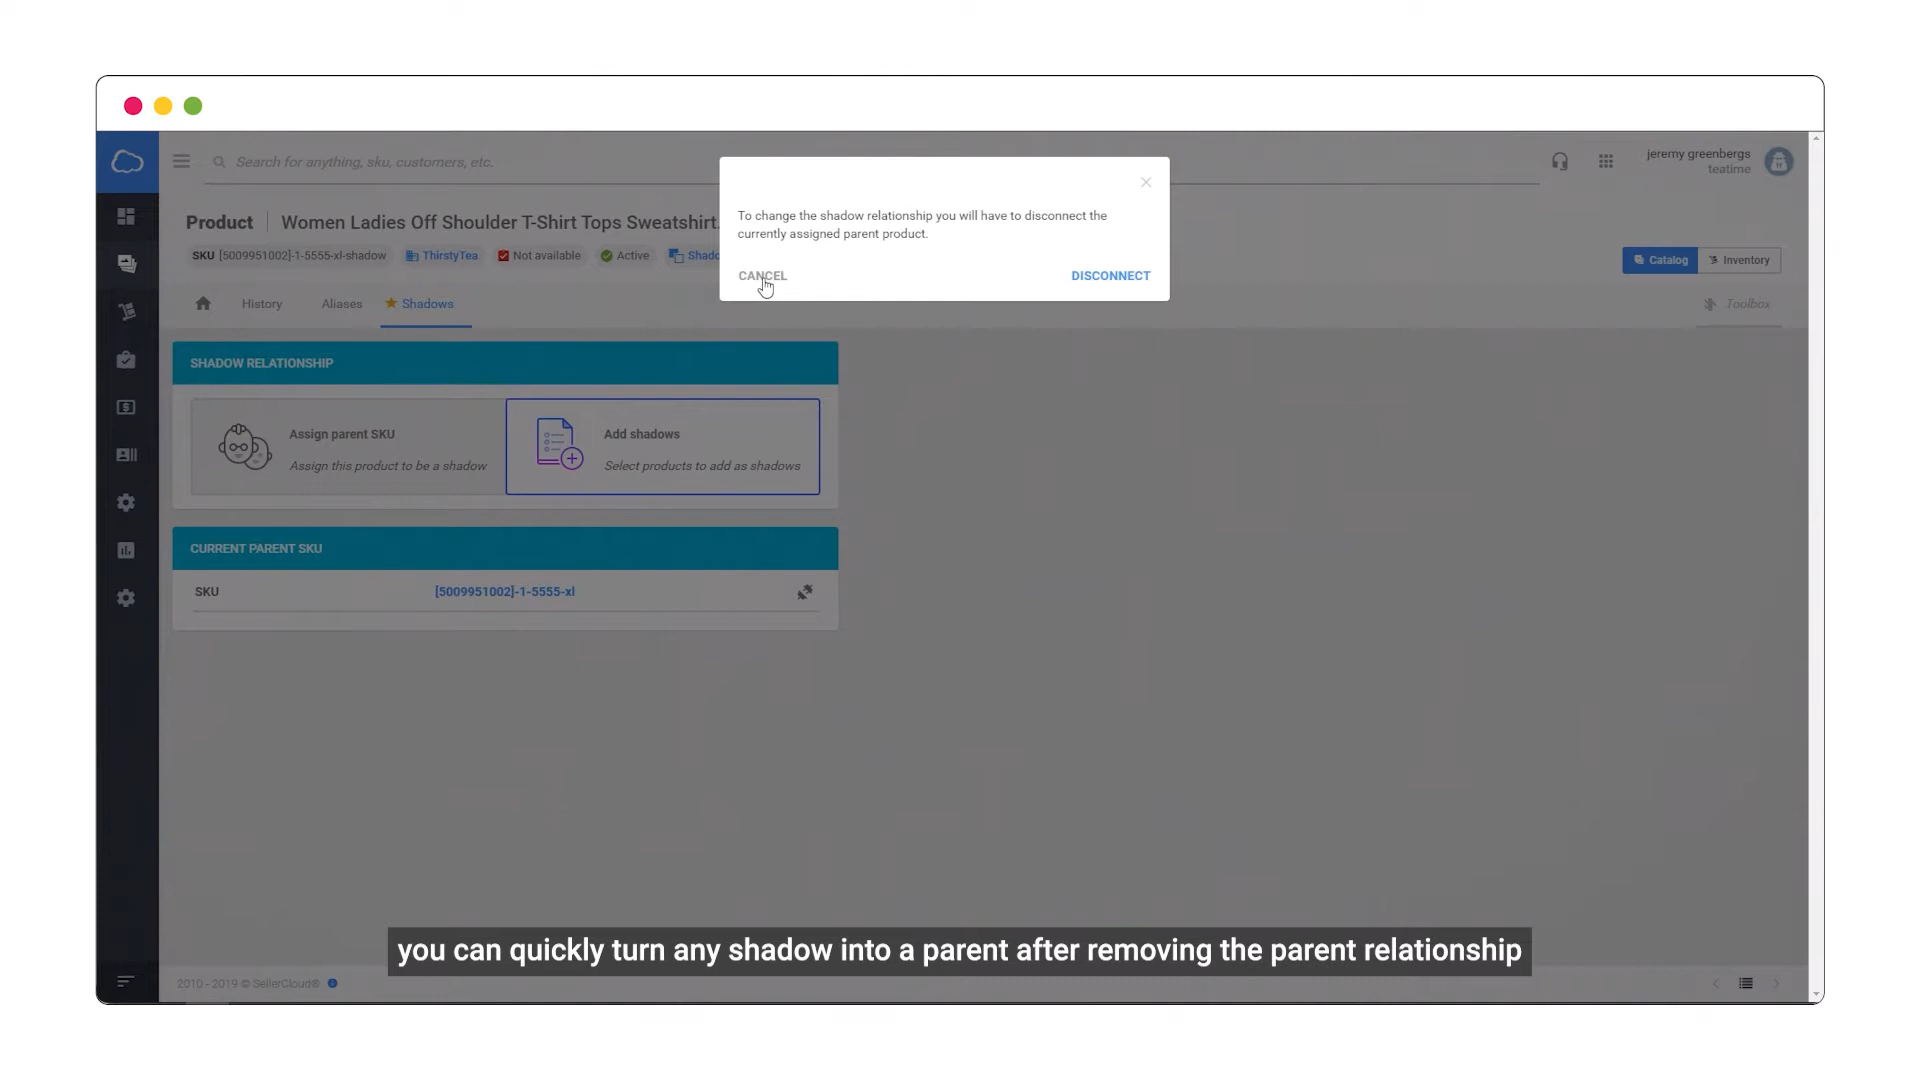 Search for anything, sku, customers, etc.
jeremy greenbergs
teatime
Product
Women Ladies Off Shoulder T-Shirt Tops Sweatshirt.
SKU [5009951002]-1-5555-xl-shadow
ThirstyTea
Not available
Active
Shado
To change the shadow relationship you will have to disconnect the
currently assigned parent product.
CANCEL
DISCONNECT
Catalog
Inventory
History
Aliases
Shadows
Toolbox
SHADOW RELATIONSHIP
Assign parent SKU
Assign this product to be a shadow
Add shadows
Select products to add as shadows
CURRENT PARENT SKU
SKU
[5009951002]-1-5555-xl
you can quickly turn any shadow into a parent after removing the parent relationship
2010 - 2019 © SellerCloud®